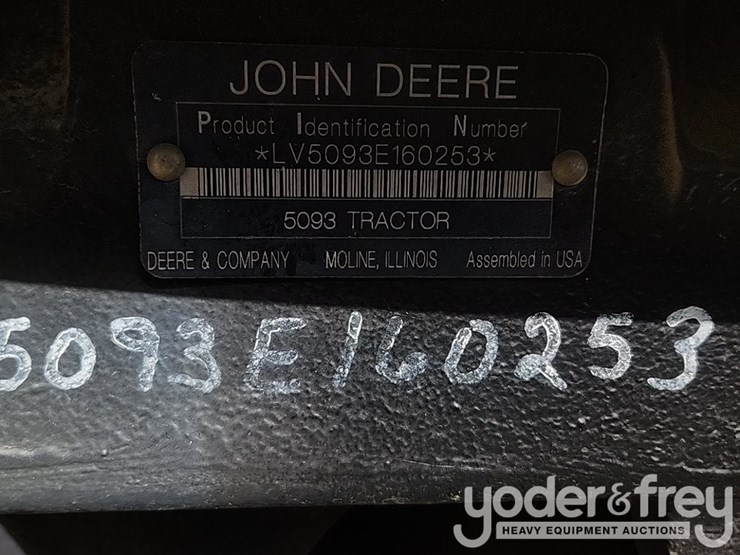 JOHN DEERE
Product Identification Number
*LV5093E160253*
5093 TRACTOR
DEERE & COMPANY MOLINE, ILLINOIS Assembled in USA
5093E160253
yoder&frey
HEAVY EQUIPMENT AUCTIONS